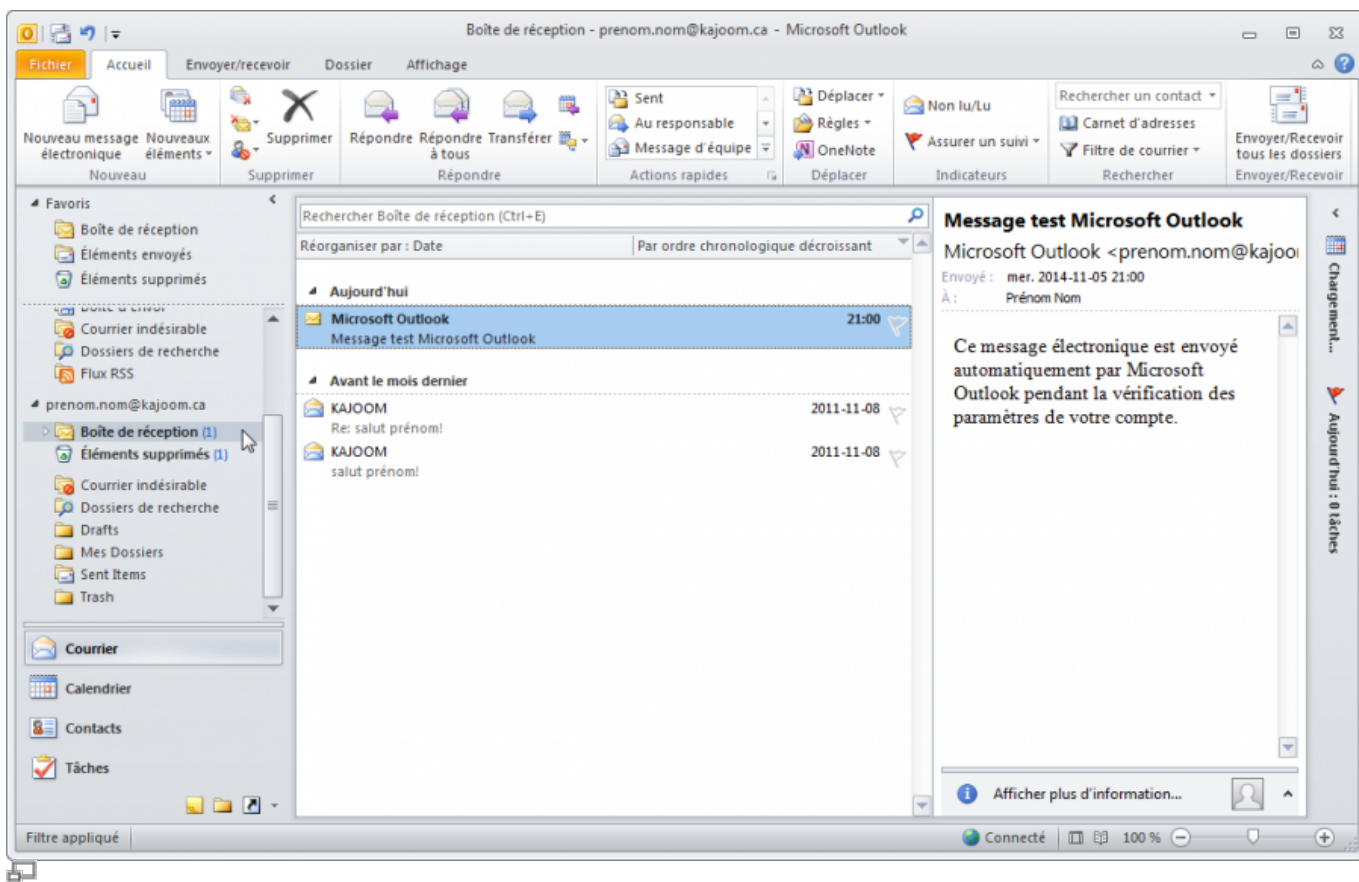 Boîte de réception - prenom.nom@kajoom.ca - Microsoft Outlook
Fichier Accueil Envoyer/recevoir Dossier Affichage
Nouveau message électronique
Nouveaux éléments
Nouveau
Supprimer
Supprimer
Répondre
Répondre à tous
Transférer
Répondre
Sent
Au responsable
Message d'équipe
Actions rapides
Déplacer
Règles
OneNote
Déplacer
Non lu/Lu
Assurer un suivi
Indicateurs
Rechercher un contact
Carnet d'adresses
Filtre de courrier
Rechercher
Envoyer/Recevoir
tous les dossiers
Envoyer/Recevoir
Favoris
Boîte de réception
Éléments envoyés
Éléments supprimés
Courrier indésirable
Dossiers de recherche
Flux RSS
prenom.nom@kajoom.ca
Boîte de réception (1)
Éléments supprimés (1)
Courrier indésirable
Dossiers de recherche
Drafts
Mes Dossiers
Sent Items
Trash
Courrier
Calendrier
Contacts
Tâches
Rechercher Boîte de réception (Ctrl+E)
Réorganiser par : Date Par ordre chronologique décroissant
Aujourd'hui
Microsoft Outlook 21:00
Message test Microsoft Outlook
Avant le mois dernier
KAJOOM 2011-11-08
Re: salut prénom!
KAJOOM 2011-11-08
salut prénom!
Message test Microsoft Outlook
Microsoft Outlook <prenom.nom@kajoo
Envoyé : mer. 2014-11-05 21:00
À : Prénom Nom
Ce message électronique est envoyé
automatiquement par Microsoft
Outlook pendant la vérification des
paramètres de votre compte.
Afficher plus d'information...
Chargement...
Aujourd'hui : 0 tâches
Filtre appliqué
Connecté 100 %